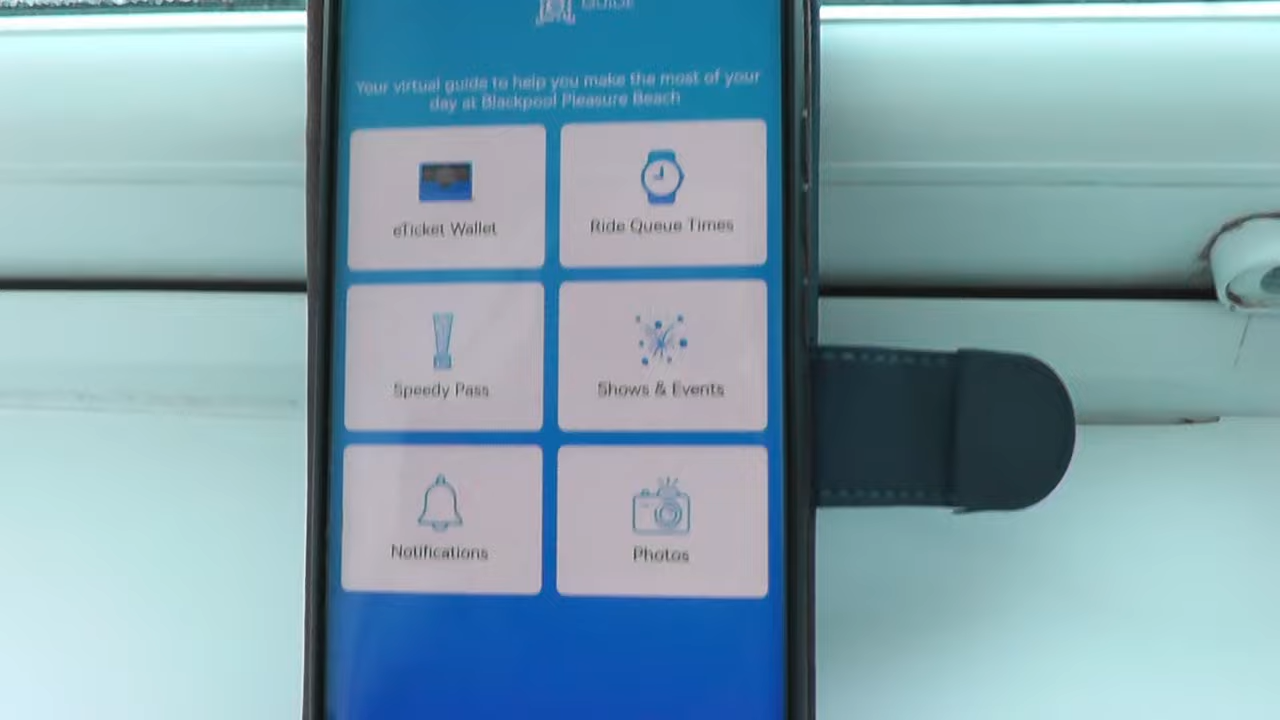 GUIDE
Your virtual guide to help you make the most of your
day at Blackpool Pleasure Beach
eTicket Wallet
Ride Queue Times
Speedy Pass
Shows & Events
Notifications
Photos